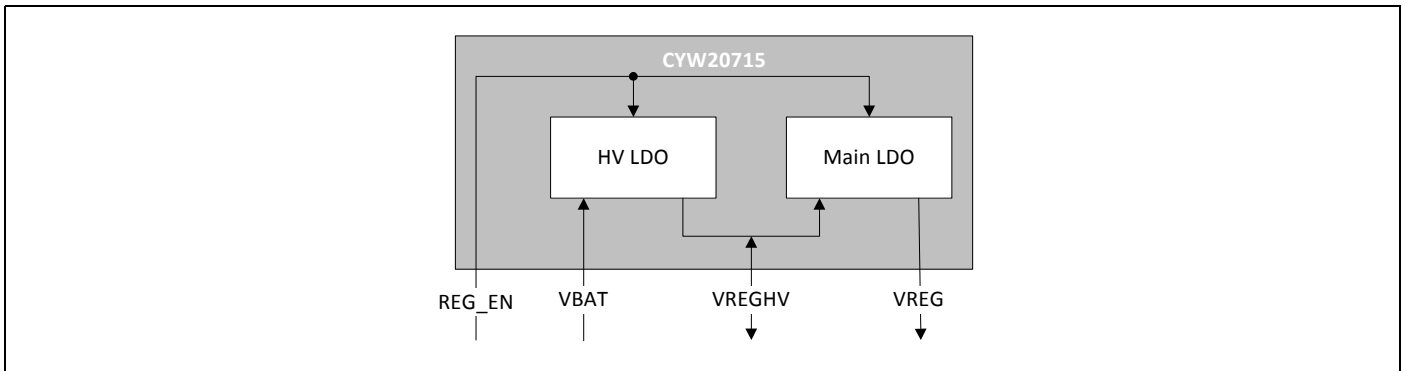 CYW20715
HV LDO
Main LDO
REG_EN
VBAT
VREGHV
VREG